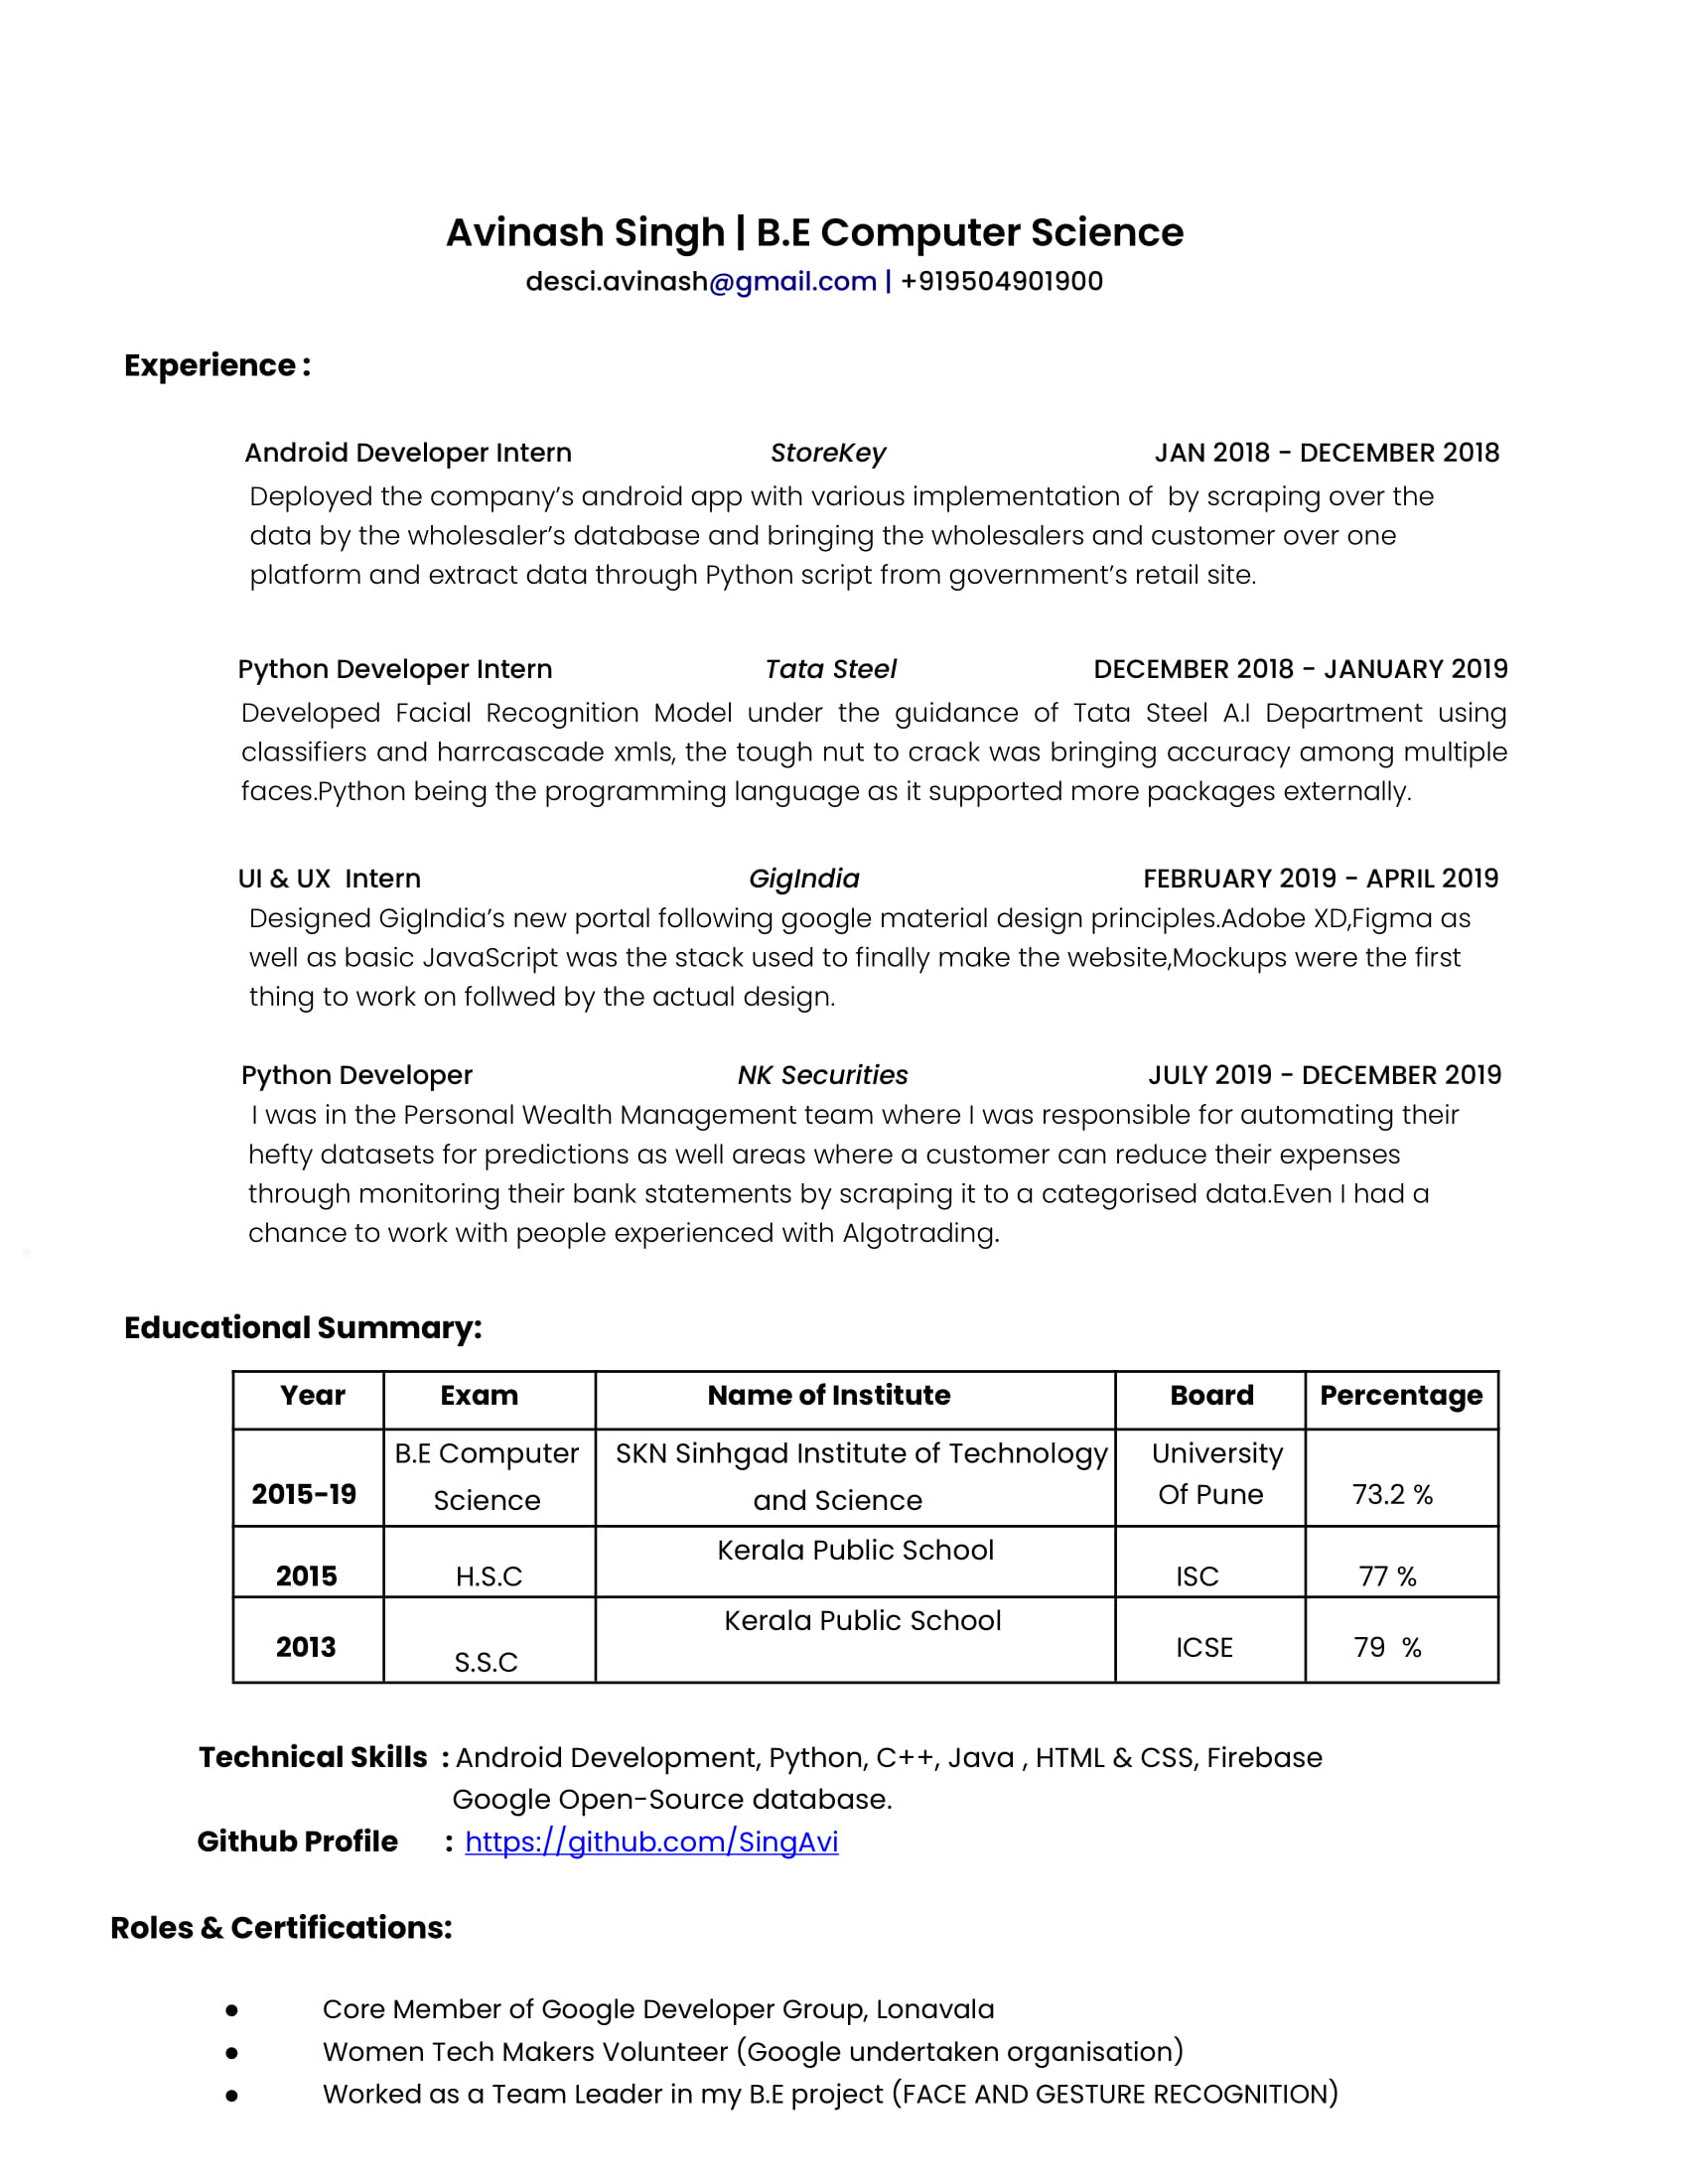 Avinash Singh | B.E Computer Science
desci.avinash@gmail.com | +919504901900
Experience :
Android Developer Intern StoreKey JAN 2018 - DECEMBER 2018
Deployed the company's android app with various implementation of by scraping over the
data by the wholesaler's database and bringing the wholesalers and customer over one
platform and extract data through Python script from government's retail site.
Python Developer Intern Tata Steel DECEMBER 2018 - JANUARY 2019
Developed Facial Recognition Model under the guidance of Tata Steel A.I Department using
classifiers and harrcascade xmls, the tough nut to crack was bringing accuracy among multiple
faces.Python being the programming language as it supported more packages externally.
UI & UX Intern GigIndia FEBRUARY 2019 - APRIL 2019
Designed GigIndia's new portal following google material design principles.Adobe XD,Figma as
well as basic JavaScript was the stack used to finally make the website,Mockups were the first
thing to work on follwed by the actual design.
Python Developer NK Securities JULY 2019 - DECEMBER 2019
I was in the Personal Wealth Management team where I was responsible for automating their
hefty datasets for predictions as well areas where a customer can reduce their expenses
through monitoring their bank statements by scraping it to a categorised data.Even I had a
chance to work with people experienced with Algotrading.
Educational Summary:
Year Exam Name of Institute Board Percentage
2015-19 B.E Computer Science SKN Sinhgad Institute of Technology and Science University Of Pune 73.2 %
2015 H.S.C Kerala Public School ISC 77 %
2013 S.S.C Kerala Public School ICSE 79 %
Technical Skills : Android Development, Python, C++, Java , HTML & CSS, Firebase
Google Open-Source database.
Github Profile : https://github.com/SingAvi
Roles & Certifications:
● Core Member of Google Developer Group, Lonavala
● Women Tech Makers Volunteer (Google undertaken organisation)
● Worked as a Team Leader in my B.E project (FACE AND GESTURE RECOGNITION)